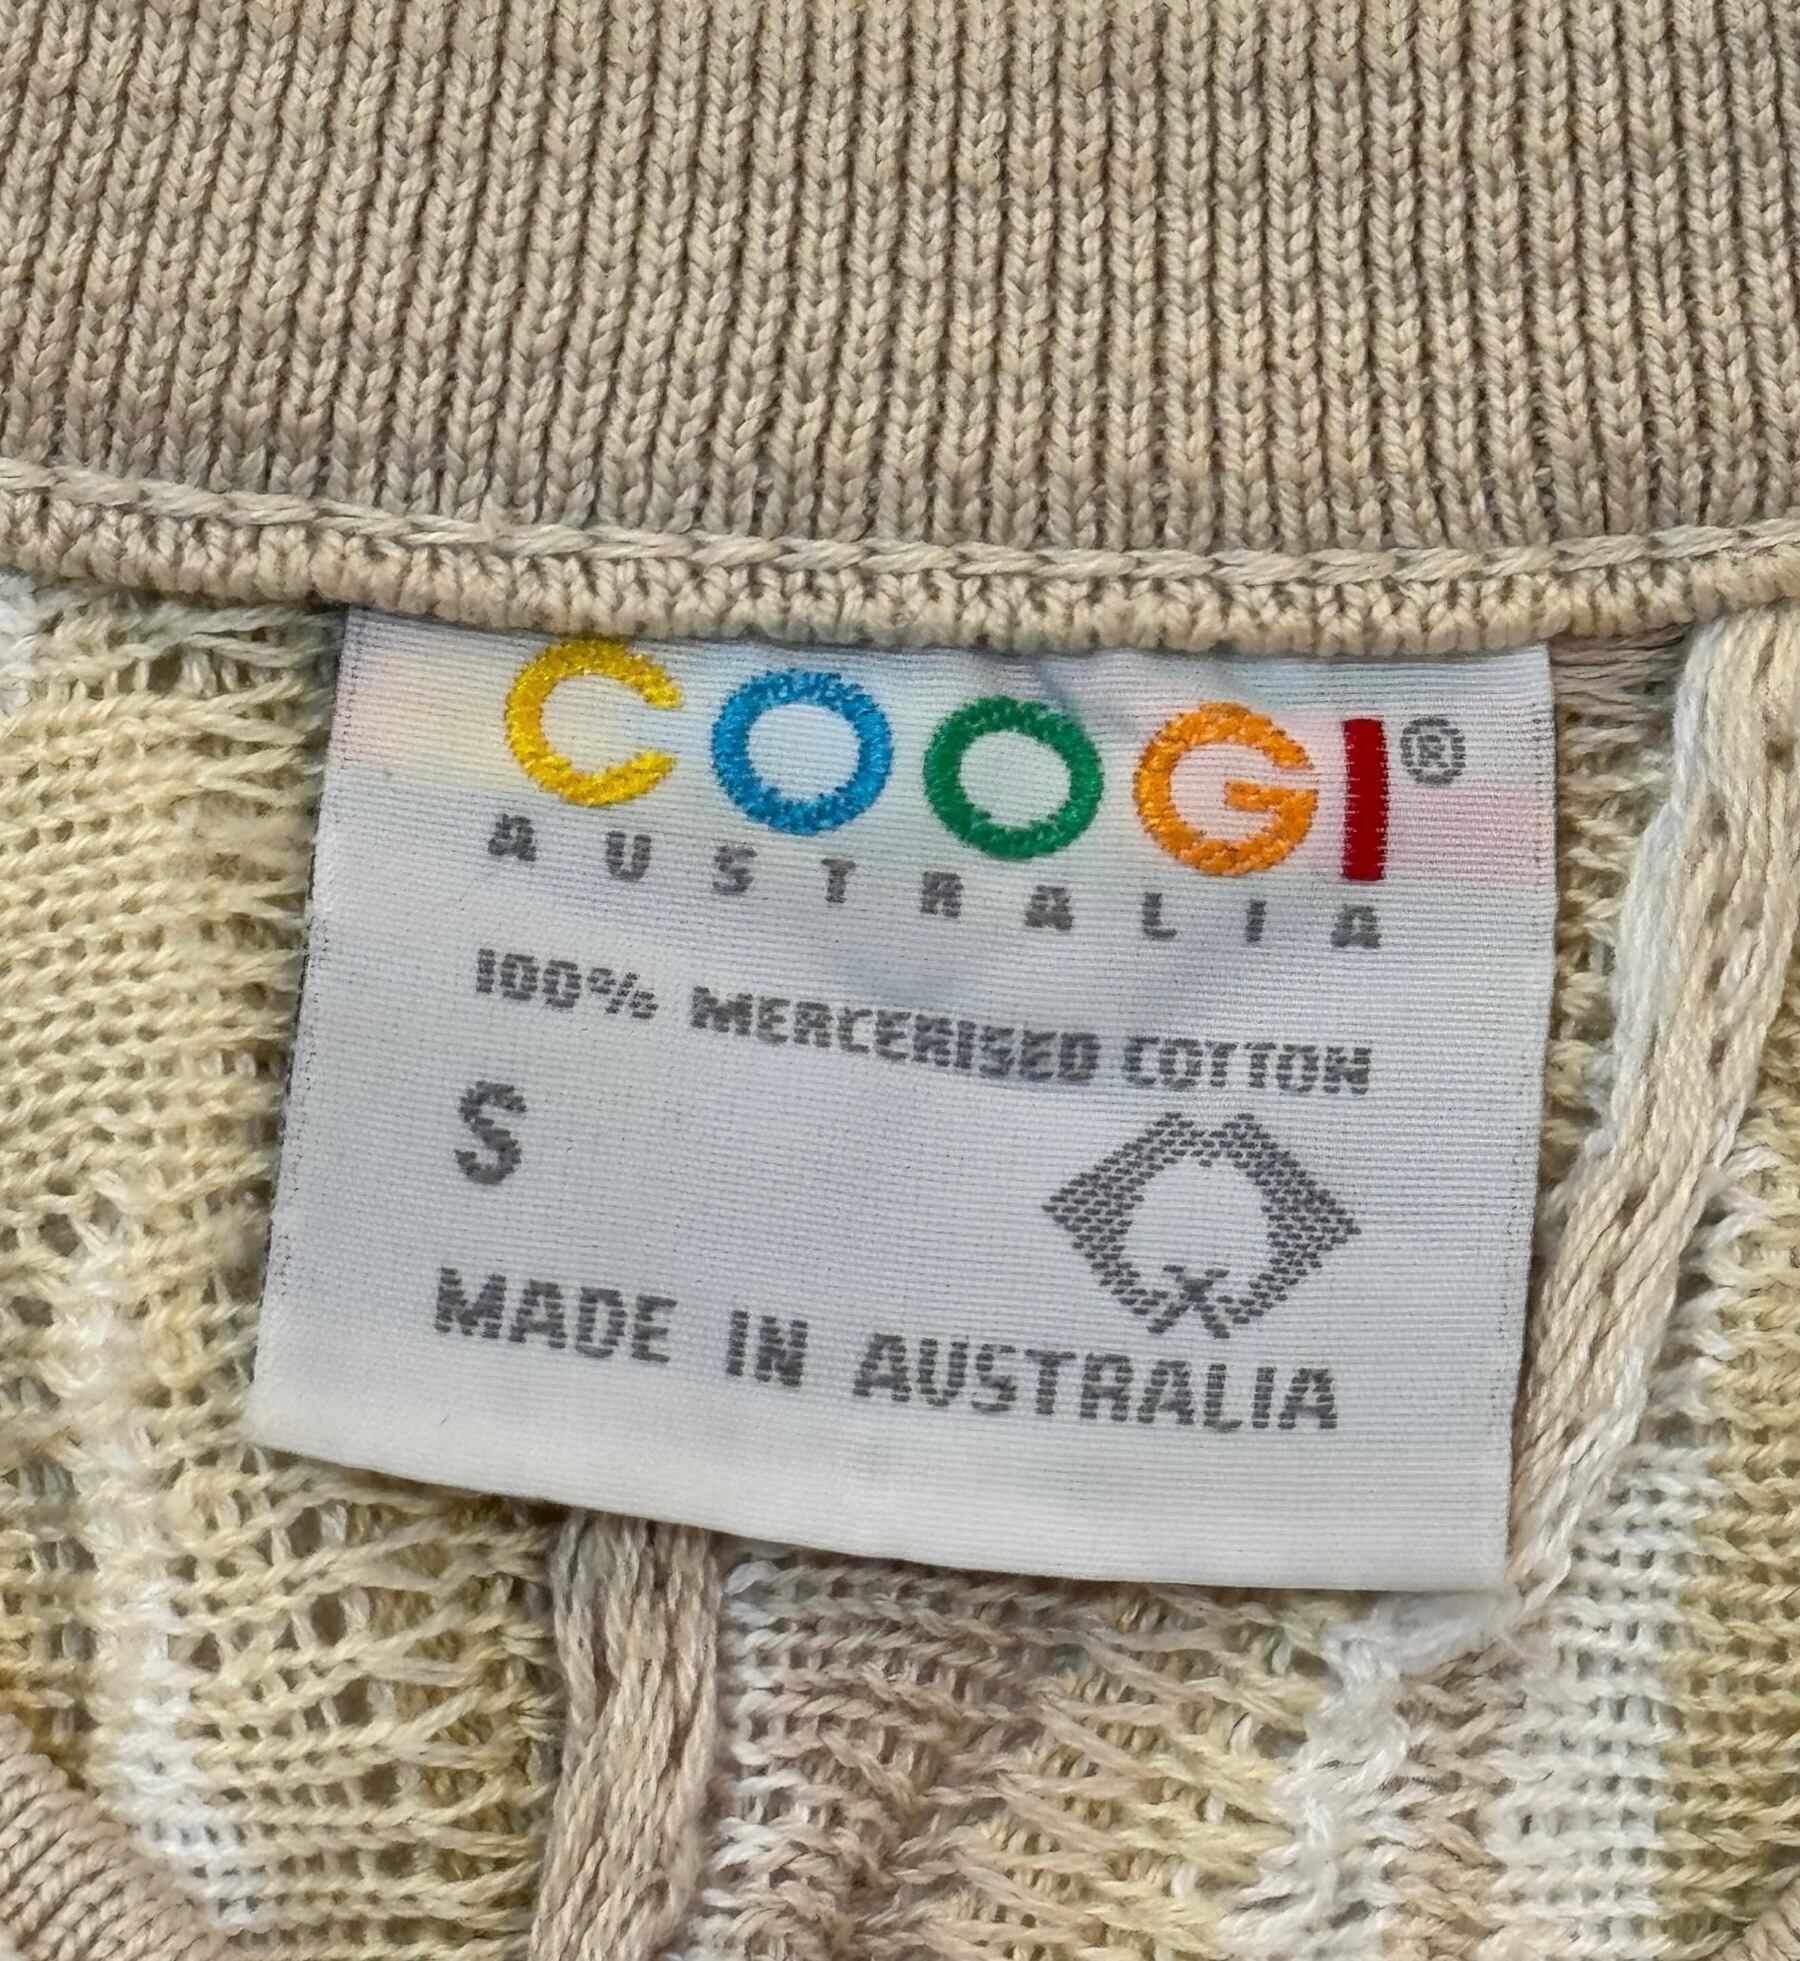 COOGI®
AUSTRALIA
100% MERCERISED COTTON
S
MADE IN AUSTRALIA